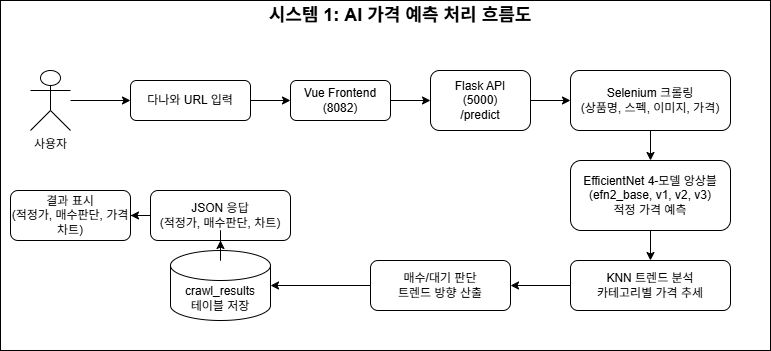 시스템 1: AI 가격 예측 처리 흐름도
사용자
다나와 URL 입력
Vue Frontend
(8082)
Flask API
(5000)
/predict
Selenium 크롤링
(상품명, 스펙, 이미지, 가격)
EfficientNet 4-모델 앙상블
(efn2_base, v1, v2, v3)
적정 가격 예측
KNN 트렌드 분석
카테고리별 가격 추세
매수/대기 판단
트렌드 방향 산출
crawl_results
테이블 저장
JSON 응답
(적정가, 매수판단, 차트)
결과 표시
(적정가, 매수판단, 가격
차트)